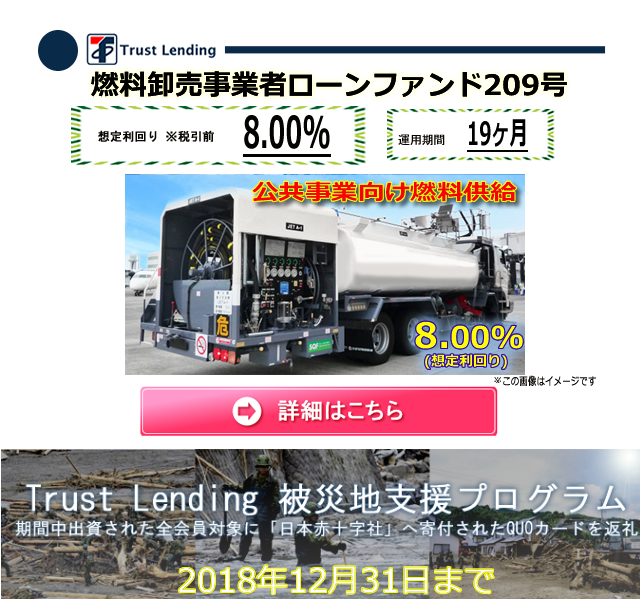 Trust Lending
燃料卸売事業者ローンファンド209号
想定利回り ※税引前 8.00% 運用期間 19ヶ月
公共事業向け燃料供給
JET A-1
危
8.00%
(想定利回り)
※この画像はイメージです
詳細はこちら
Trust Lending 被災地支援プログラム
期間中出資された全会員対象に「日本赤十字社」へ寄付されたQUOカードを返礼
2018年12月31日まで